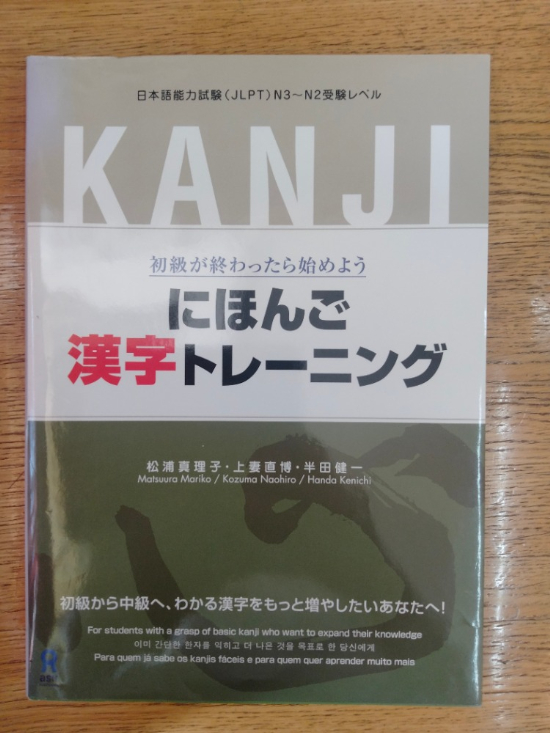 日本語能力試験(JLPT)N3～N2受験レベル
KANJI
初級が終わったら始めよう
にほんご
漢字トレーニング
松浦真理子・上妻直博・半田健一
Matsuura Mariko / Kozuma Naohiro / Handa Kenichi
初級から中級へ、わかる漢字をもっと増やしたいあなたへ!
For students with a grasp of basic kanji who want to expand their knowledge
이미 간단한 한자를 익히고 더 나은 것을 목표로 한 당신에게
Para quem já sabe os kanjis fáceis e para quem quer aprender muito mais